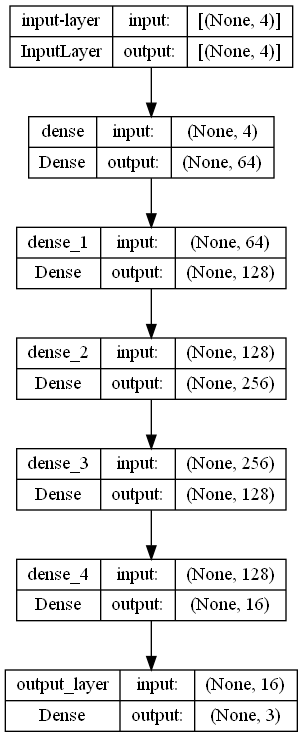 input-layer input: [(None, 4)]
InputLayer output: [(None, 4)]
dense input: (None, 4)
Dense output: (None, 64)
dense_1 input: (None, 64)
Dense output: (None, 128)
dense_2 input: (None, 128)
Dense output: (None, 256)
dense_3 input: (None, 256)
Dense output: (None, 128)
dense_4 input: (None, 128)
Dense output: (None, 16)
output_layer input: (None, 16)
Dense output: (None, 3)